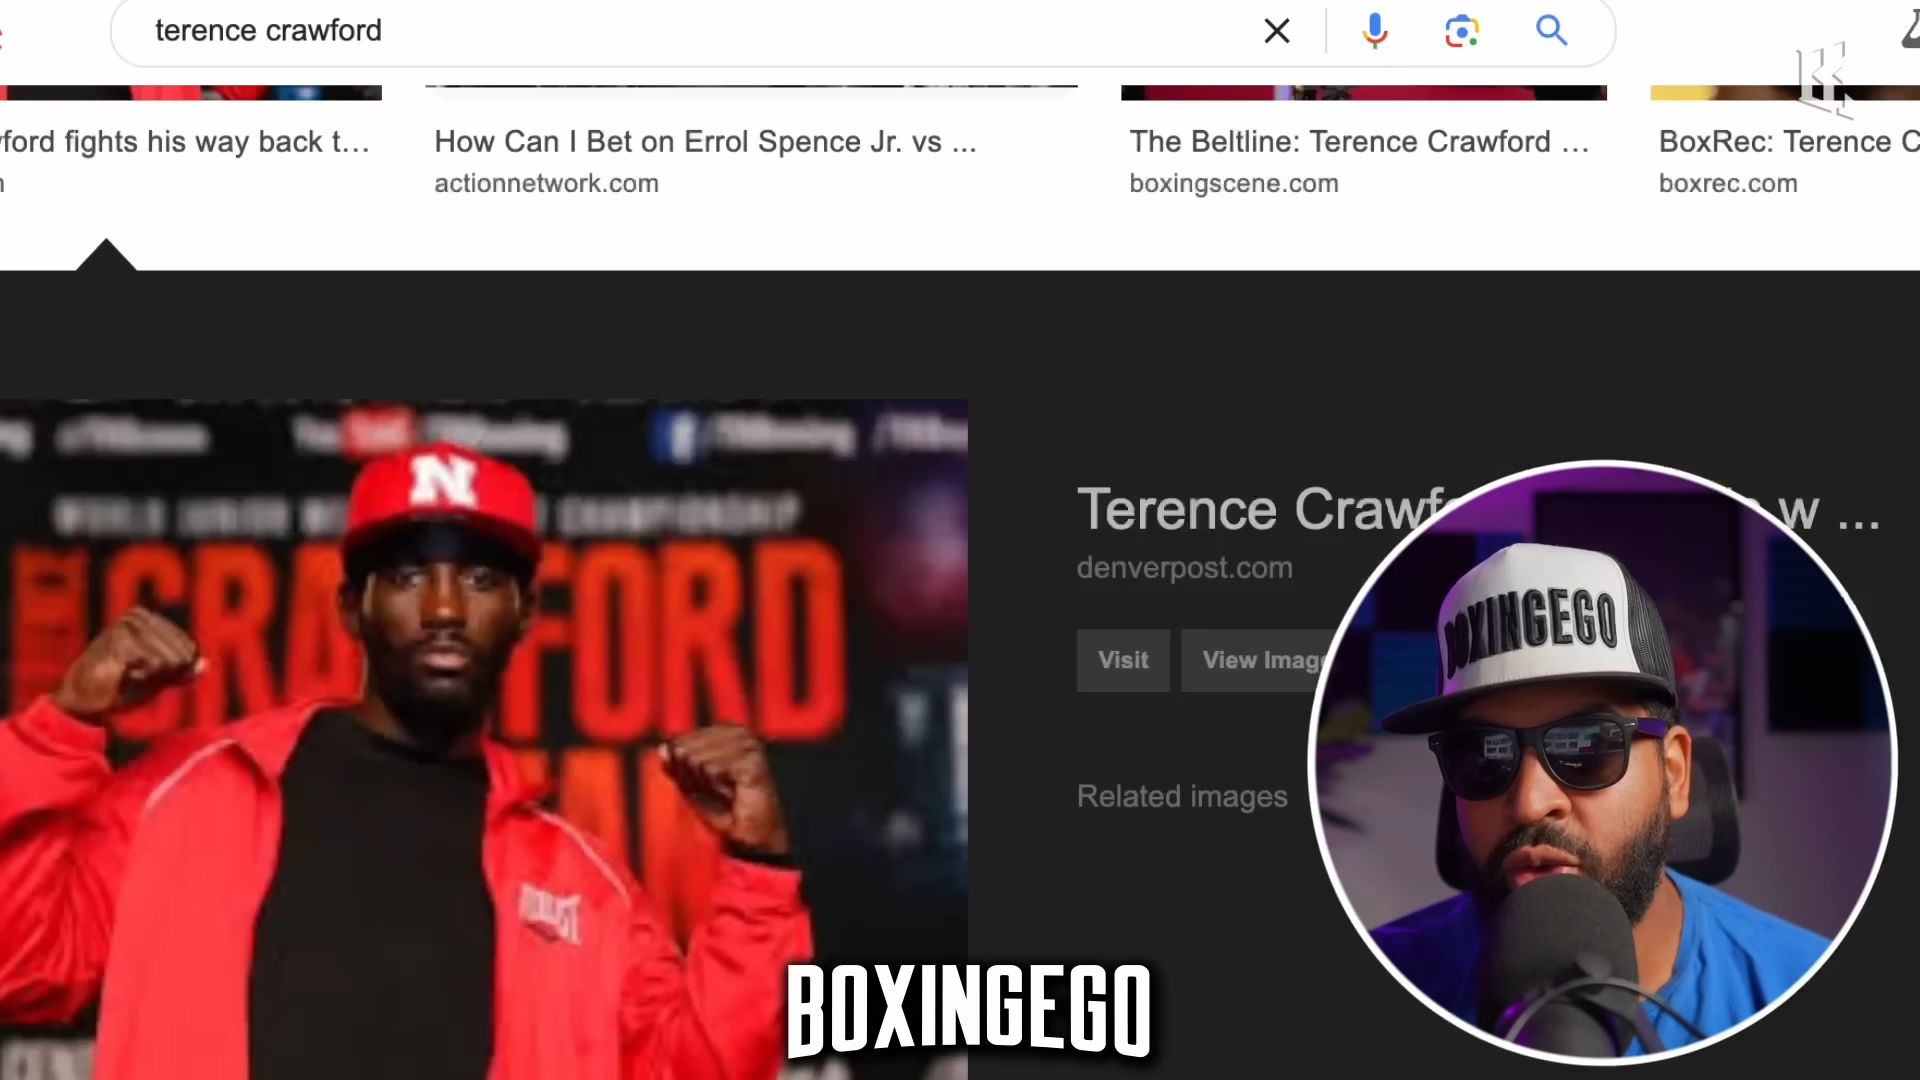 terence crawford
ford fights his way back t...
How Can I Bet on Errol Spence Jr. vs ...
The Beltline: Terence Crawford ...
BoxRec: Terence C
actionnetwork.com
boxingscene.com
boxrec.com
N
CRAWFORD
EVERLAST
Terence Crawf
w ...
denverpost.com
Visit
View Imag
Related images
BOXINGEGO
BOXINGEGO